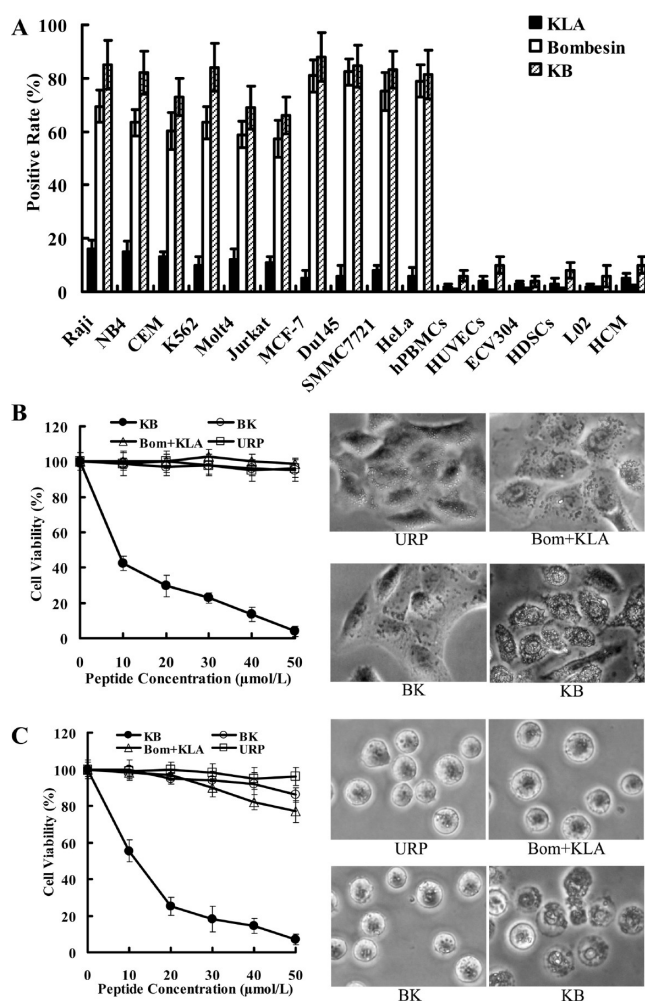 A
KLA
Bombesin
KB
Positive Rate (%)
100
80
60
40
20
0
Raji
NB4
CEM
K562
Molt4
Jurkat
MCF-7
Du145
SMMC7721
HeLa
hPBMCs
HUVECs
ECV304
HDSCs
L02
HCM
B
KB BK
Bom+KLA URP
Cell Viability (%)
120
100
80
60
40
20
0
0 10 20 30 40 50
Peptide Concentration (µmol/L)
URP Bom+KLA
BK KB
C
KB BK
Bom+KLA URP
Cell Viability (%)
120
100
80
60
40
20
0
0 10 20 30 40 50
Peptide Concentration (µmol/L)
URP Bom+KLA
BK KB